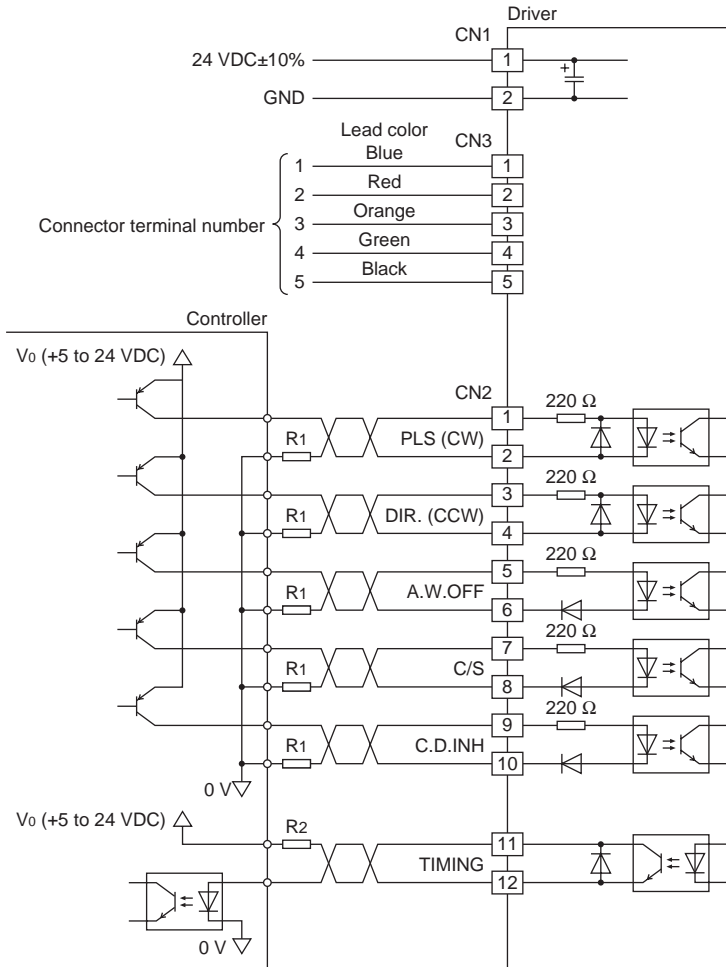 Driver
CN1
24 VDC±10%
1
GND
2
Lead color
CN3
Connector terminal number
1 Blue 1
2 Red 2
3 Orange 3
4 Green 4
5 Black 5
Controller
V0 (+5 to 24 VDC)
CN2
1
220 Ω
R1
PLS (CW)
2
3
220 Ω
R1
DIR. (CCW)
4
5
220 Ω
R1
A.W.OFF
6
7
220 Ω
R1
C/S
8
9
220 Ω
R1
C.D.INH
10
0 V
V0 (+5 to 24 VDC)
R2
11
TIMING
12
0 V